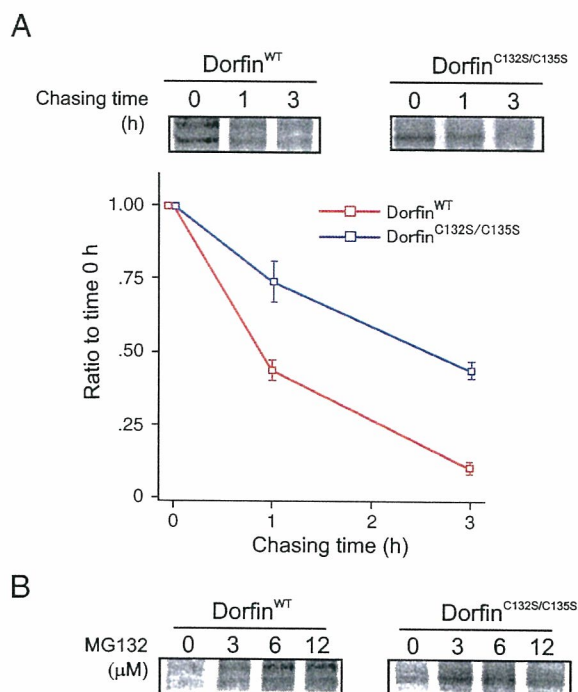 A
Dorfin^WT Dorfin^C132S/C135S
Chasing time 0 1 3 0 1 3
(h)
Dorfin^WT
Dorfin^C132S/C135S
Ratio to time 0 h
1.00
.75
.50
.25
0
0 1 2 3
Chasing time (h)
B
Dorfin^WT Dorfin^C132S/C135S
MG132 0 3 6 12 0 3 6 12
(μM)